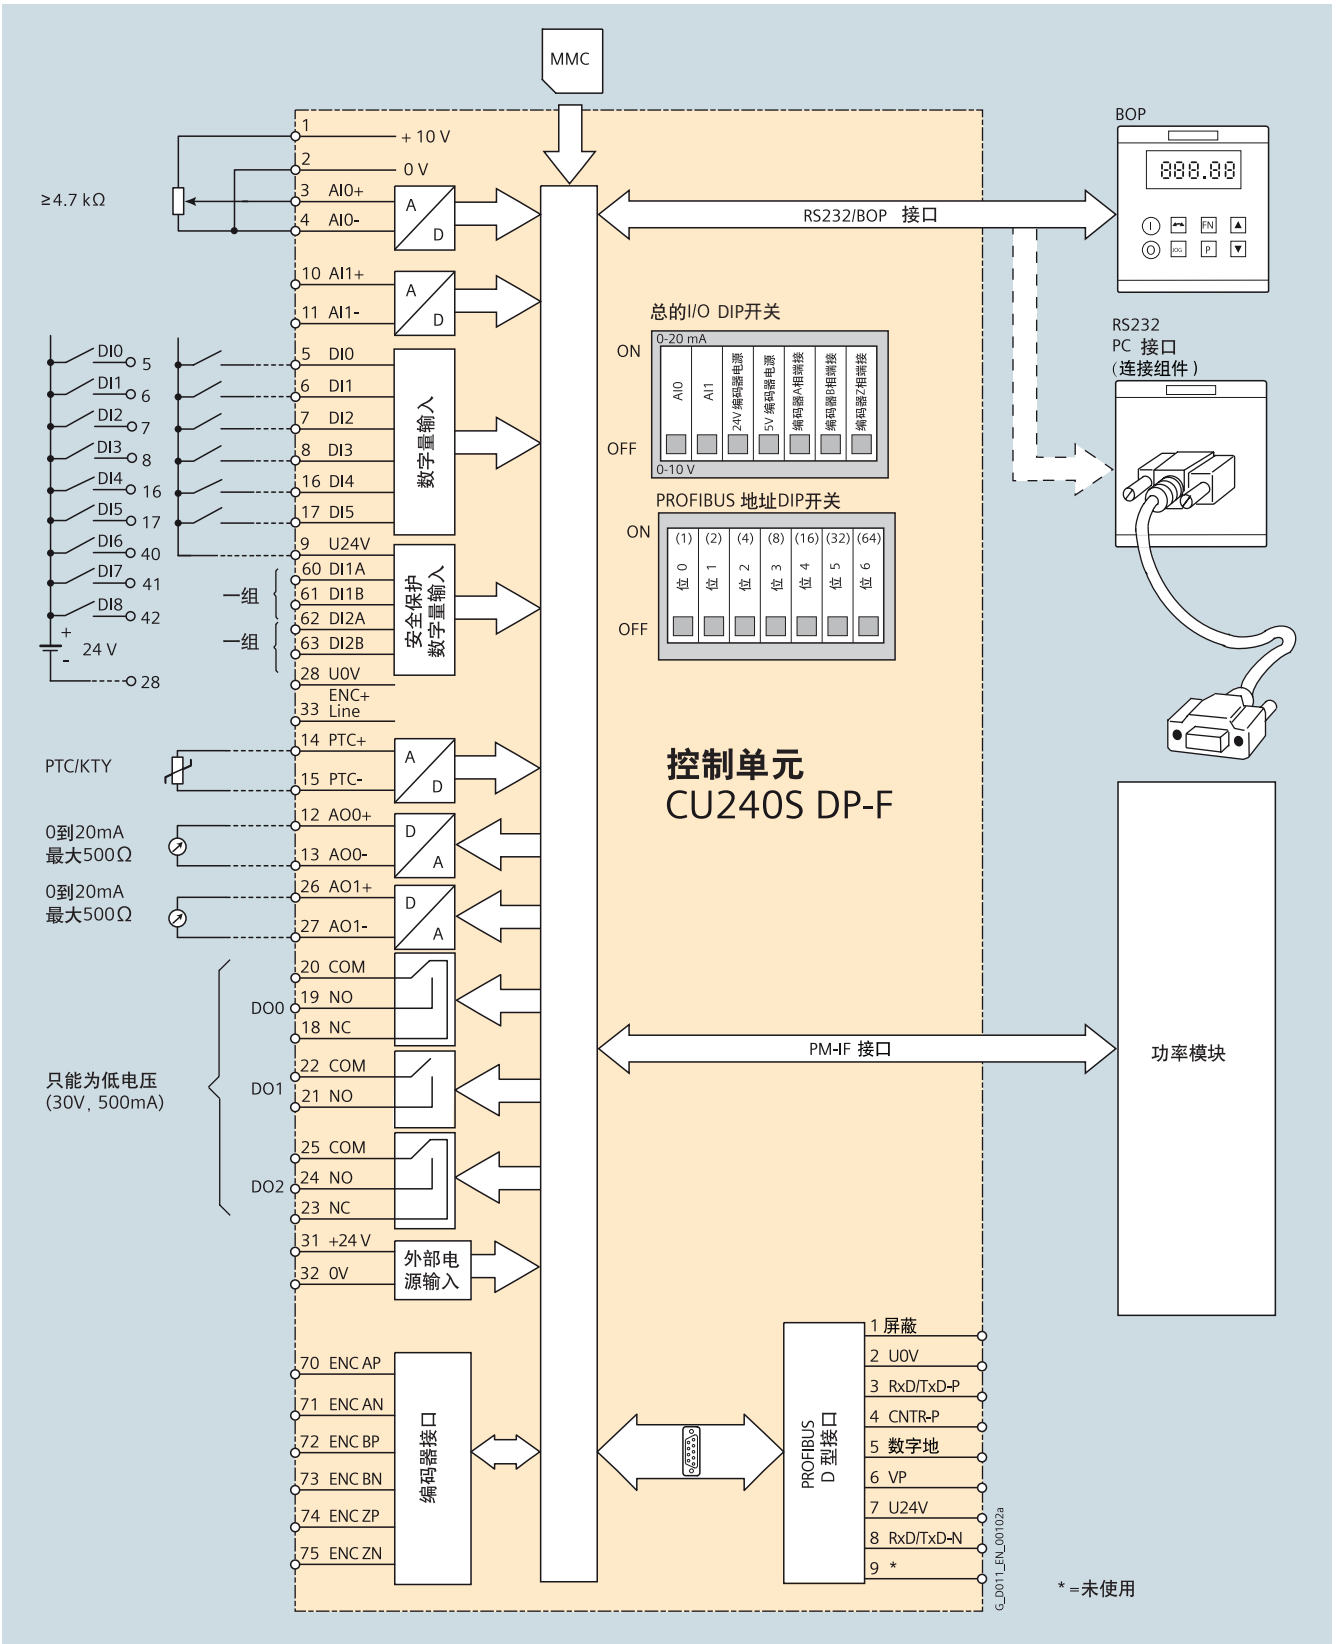 MMC
BOP
888.88
I
FN
O
JOG
P
RS232/BOP 接口
RS232
PC 接口
(连接组件)
1
+ 10 V
2
0 V
≥4.7 kΩ
3 AI0+
4 AI0-
A
D
10 AI1+
11 AI1-
A
D
总的I/O DIP开关
ON
OFF
0-20 mA
AI0
AI1
24V 编码器电源
5V 编码器电源
编码器A相端接
编码器B相端接
编码器Z相端接
0-10 V
PROFIBUS 地址DIP开关
ON
OFF
(1) (2) (4) (8) (16) (32) (64)
位 0
位 1
位 2
位 3
位 4
位 5
位 6
DI0 5
DI1 6
DI2 7
DI3 8
DI4 16
DI5 17
DI6 40
DI7 41
DI8 42
+
24 V
-
28
5 DI0
6 DI1
7 DI2
8 DI3
16 DI4
17 DI5
数字量输入
9 U24V
60 DI1A
61 DI1B
62 DI2A
63 DI2B
一组
一组
安全保护
数字量输入
28 U0V
ENC+
33 Line
控制单元
CU240S DP-F
PTC/KTY
14 PTC+
15 PTC-
A
D
0到20mA
最大500Ω
12 AO0+
13 AO0-
D
A
0到20mA
最大500Ω
26 AO1+
27 AO1-
D
A
20 COM
19 NO
18 NC
DO0
22 COM
21 NO
DO1
只能为低电压
(30V, 500mA)
25 COM
24 NO
23 NC
DO2
PM-IF 接口
功率模块
31 +24 V
32 0V
外部电
源输入
70 ENC AP
71 ENC AN
72 ENC BP
73 ENC BN
74 ENC ZP
75 ENC ZN
编码器接口
PROFIBUS
D 型接口
1 屏蔽
2 U0V
3 RxD/TxD-P
4 CNTR-P
5 数字地
6 VP
7 U24V
8 RxD/TxD-N
9 *
G_D011_EN_00102a
* =未使用